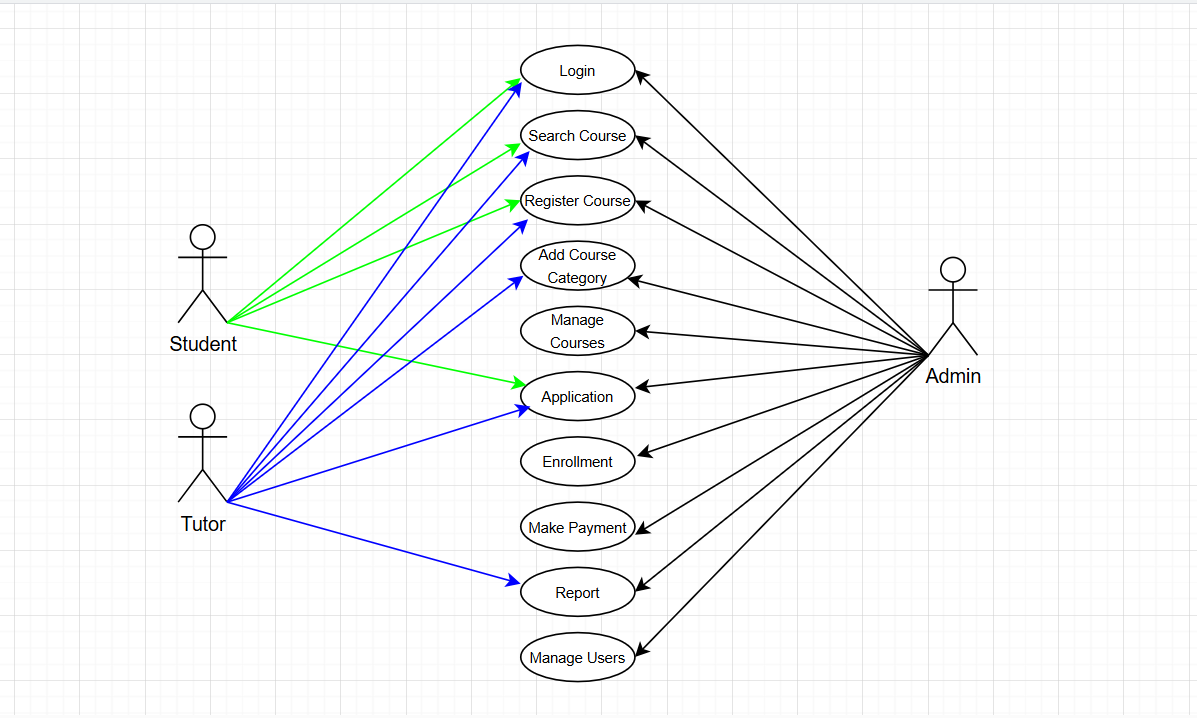 Login
Search Course
Register Course
Add Course
Category
Manage
Courses
Application
Enrollment
Make Payment
Report
Manage Users
Student
Tutor
Admin